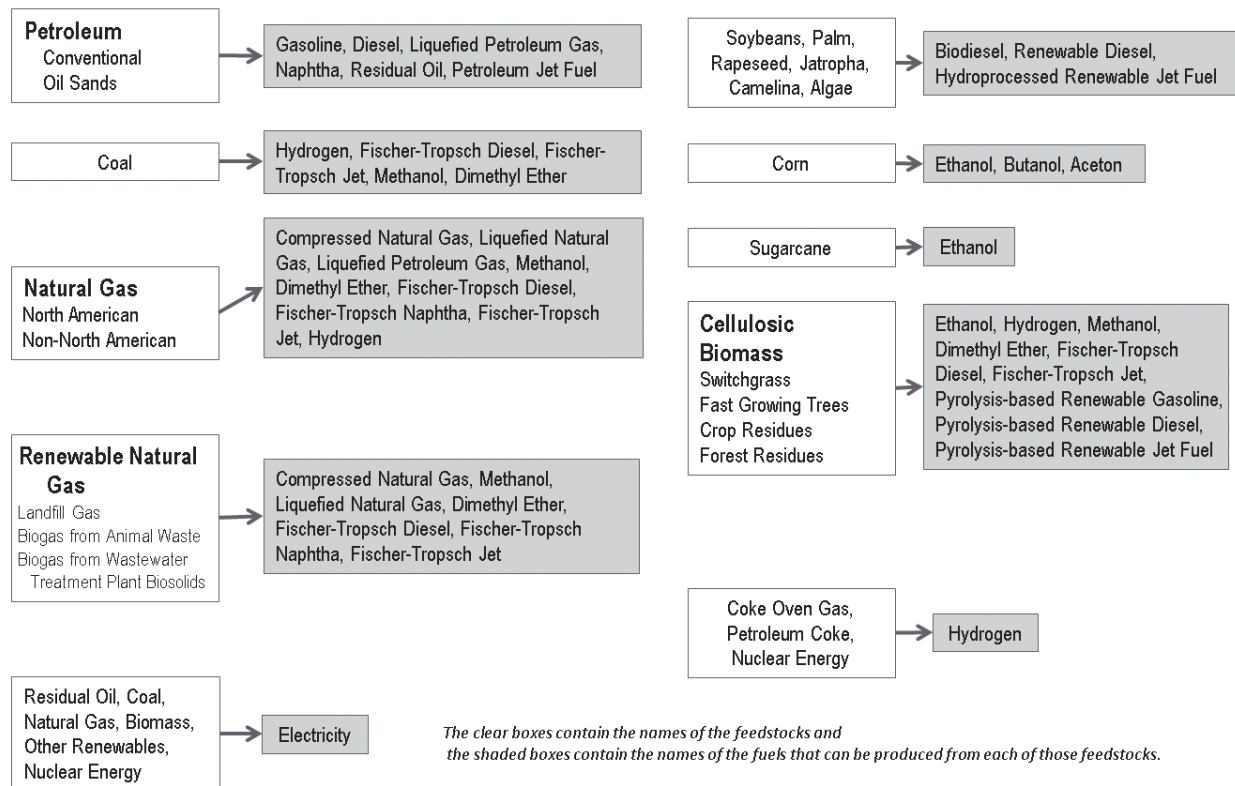 Petroleum
Conventional
Oil Sands
Gasoline, Diesel, Liquefied Petroleum Gas,
Naphtha, Residual Oil, Petroleum Jet Fuel
Coal
Hydrogen, Fischer-Tropsch Diesel, Fischer-
Tropsch Jet, Methanol, Dimethyl Ether
Natural Gas
North American
Non-North American
Compressed Natural Gas, Liquefied Natural
Gas, Liquefied Petroleum Gas, Methanol,
Dimethyl Ether, Fischer-Tropsch Diesel,
Fischer-Tropsch Naphtha, Fischer-Tropsch
Jet, Hydrogen
Renewable Natural
Gas
Landfill Gas
Biogas from Animal Waste
Biogas from Wastewater
Treatment Plant Biosolids
Compressed Natural Gas, Methanol,
Liquefied Natural Gas, Dimethyl Ether,
Fischer-Tropsch Diesel, Fischer-Tropsch
Naphtha, Fischer-Tropsch Jet
Residual Oil, Coal,
Natural Gas, Biomass,
Other Renewables,
Nuclear Energy
Electricity
Soybeans, Palm,
Rapeseed, Jatropha,
Camelina, Algae
Biodiesel, Renewable Diesel,
Hydroprocessed Renewable Jet Fuel
Corn
Ethanol, Butanol, Aceton
Sugarcane
Ethanol
Cellulosic
Biomass
Switchgrass
Fast Growing Trees
Crop Residues
Forest Residues
Ethanol, Hydrogen, Methanol,
Dimethyl Ether, Fischer-Tropsch
Diesel, Fischer-Tropsch Jet,
Pyrolysis-based Renewable Gasoline,
Pyrolysis-based Renewable Diesel,
Pyrolysis-based Renewable Jet Fuel
Coke Oven Gas,
Petroleum Coke,
Nuclear Energy
Hydrogen
The clear boxes contain the names of the feedstocks and
the shaded boxes contain the names of the fuels that can be produced from each of those feedstocks.